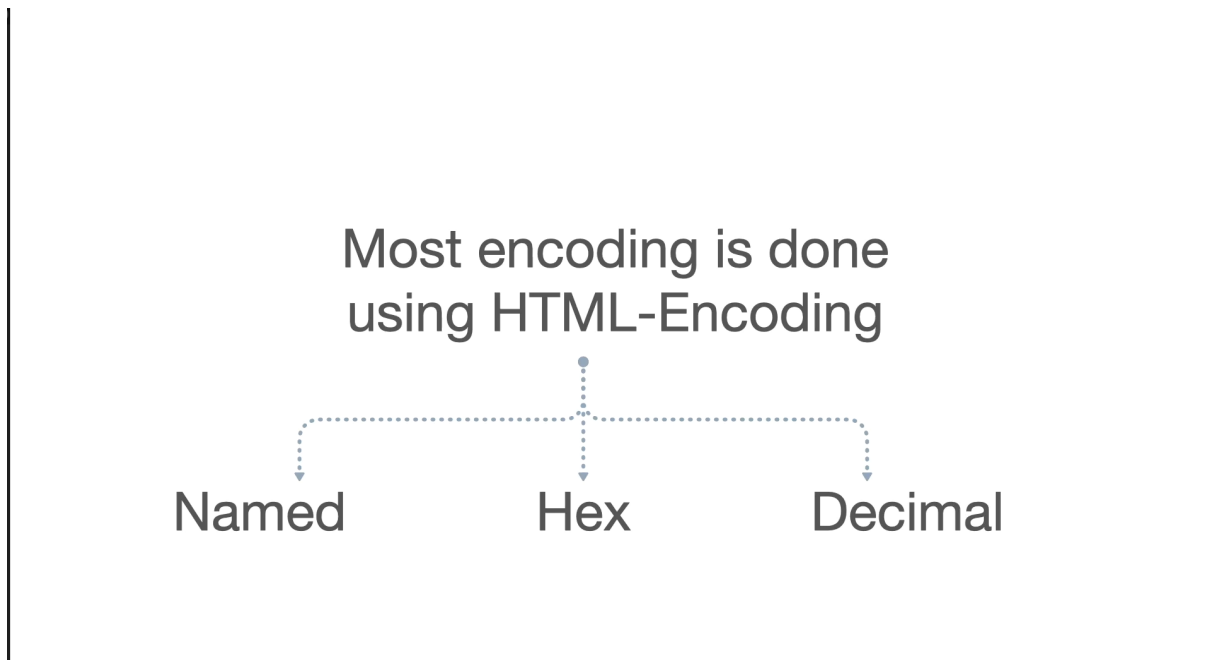 Most encoding is done
using HTML-Encoding
Named
Hex
Decimal